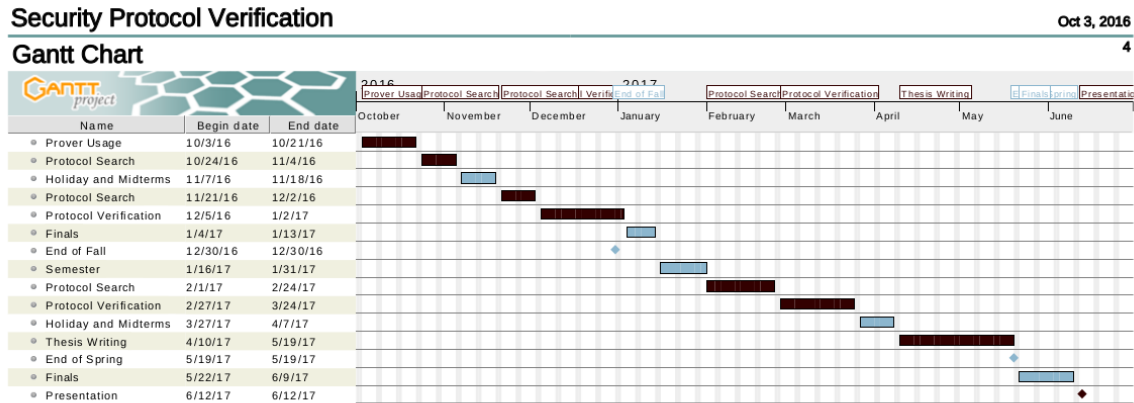 Security Protocol Verification
Oct 3, 2016
Gantt Chart
4
GANTT project
2016 2017
Prover Usag Protocol Search Protocol Search l Verifi End of Fall Protocol Search Protocol Verification Thesis Writing E Finals pring Presentatio
October November December January February March April May June
Name Begin date End date
Prover Usage 10/3/16 10/21/16
Protocol Search 10/24/16 11/4/16
Holiday and Midterms 11/7/16 11/18/16
Protocol Search 11/21/16 12/2/16
Protocol Verification 12/5/16 1/2/17
Finals 1/4/17 1/13/17
End of Fall 12/30/16 12/30/16
Semester 1/16/17 1/31/17
Protocol Search 2/1/17 2/24/17
Protocol Verification 2/27/17 3/24/17
Holiday and Midterms 3/27/17 4/7/17
Thesis Writing 4/10/17 5/19/17
End of Spring 5/19/17 5/19/17
Finals 5/22/17 6/9/17
Presentation 6/12/17 6/12/17